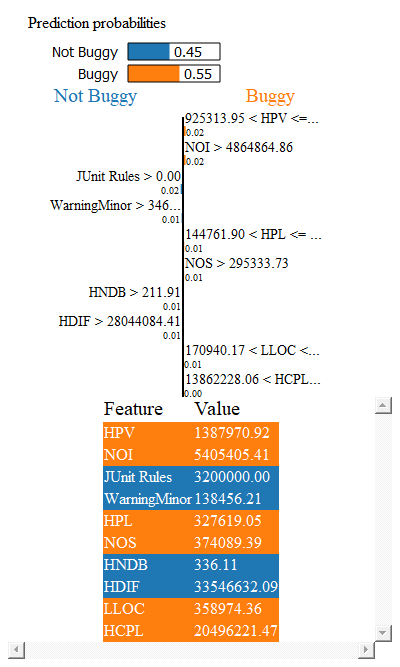 Prediction probabilities
Not Buggy 0.45
Buggy 0.55
Not Buggy Buggy
925313.95 < HPV <=...
0.02
NOI > 4864864.86
0.02
JUnit Rules > 0.00
0.02
WarningMinor > 346...
0.01
144761.90 < HPL <= ...
0.01
NOS > 295333.73
0.01
HNDB > 211.91
0.01
HDIF > 28044084.41
0.01
170940.17 < LLOC <...
0.01
13862228.06 < HCPL...
0.00
Feature Value
HPV 1387970.92
NOI 5405405.41
JUnit Rules 3200000.00
WarningMinor 138456.21
HPL 327619.05
NOS 374089.39
HNDB 336.11
HDIF 33546632.09
LLOC 358974.36
HCPL 20496221.47